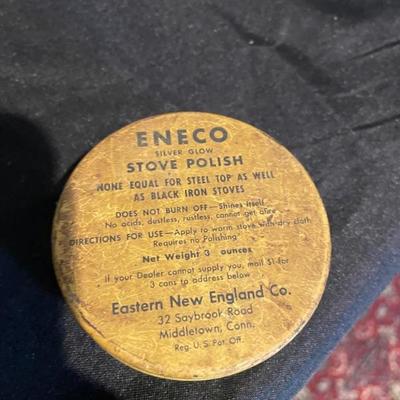 ENECO
SILVER GLOW
STOVE POLISH
NONE EQUAL FOR STEEL TOP AS WELL
AS BLACK IRON STOVES
DOES NOT BURN OFF—Shines Itself
No acids, dustless, rustless, cannot get afire
DIRECTIONS FOR USE—Apply to warm stove with dry cloth
Requires no Polishing
Net Weight 3 ounces
If your Dealer cannot supply you, mail $1 for
3 cans to address below:
Eastern New England Co.
32 Saybrook Road
Middletown, Conn.
Reg. U. S. Pat. Off.